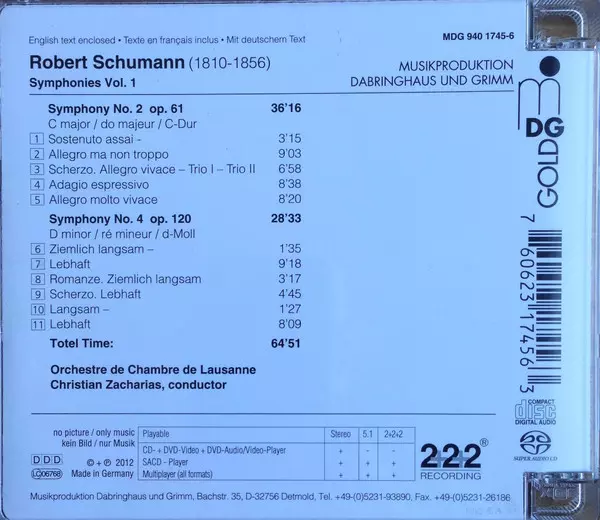 English text enclosed • Texte en français inclus • Mit deutschem Text
MDG 940 1745-6
Robert Schumann (1810-1856)
Symphonies Vol. 1
MUSIKPRODUKTION
DABRINGHAUS UND GRIMM
mDG
GOLD
Symphony No. 2 op. 61 36'16
C major / do majeur / C-Dur
1 Sostenuto assai - 3'15
2 Allegro ma non troppo 9'03
3 Scherzo. Allegro vivace – Trio I – Trio II 6'58
4 Adagio espressivo 8'38
5 Allegro molto vivace 8'20
Symphony No. 4 op. 120 28'33
D minor / ré mineur / d-Moll
6 Ziemlich langsam – 1'35
7 Lebhaft 9'18
8 Romanze. Ziemlich langsam 3'17
9 Scherzo. Lebhaft 4'45
10 Langsam – 1'27
11 Lebhaft 8'09
Totel Time: 64'51
Orchestre de Chambre de Lausanne
Christian Zacharias, conductor
7 60623 17456 3
COMPACT
disc
DIGITAL AUDIO
SUPER AUDIO CD
no picture / only music
kein Bild / nur Musik
DDD
LC06768
© + ℗ 2012
Made in Germany
Playable Stereo 5.1 2+2+2
CD- + DVD-Video + DVD-Audio/Video-Player + - -
SACD - Player + + +
Multiplayer (all formats) + + +
222®
RECORDING
Musikproduktion Dabringhaus und Grimm, Bachstr. 35, D-32756 Detmold, Tel. +49-(0)5231-93890, Fax +49-(0)5231-26186